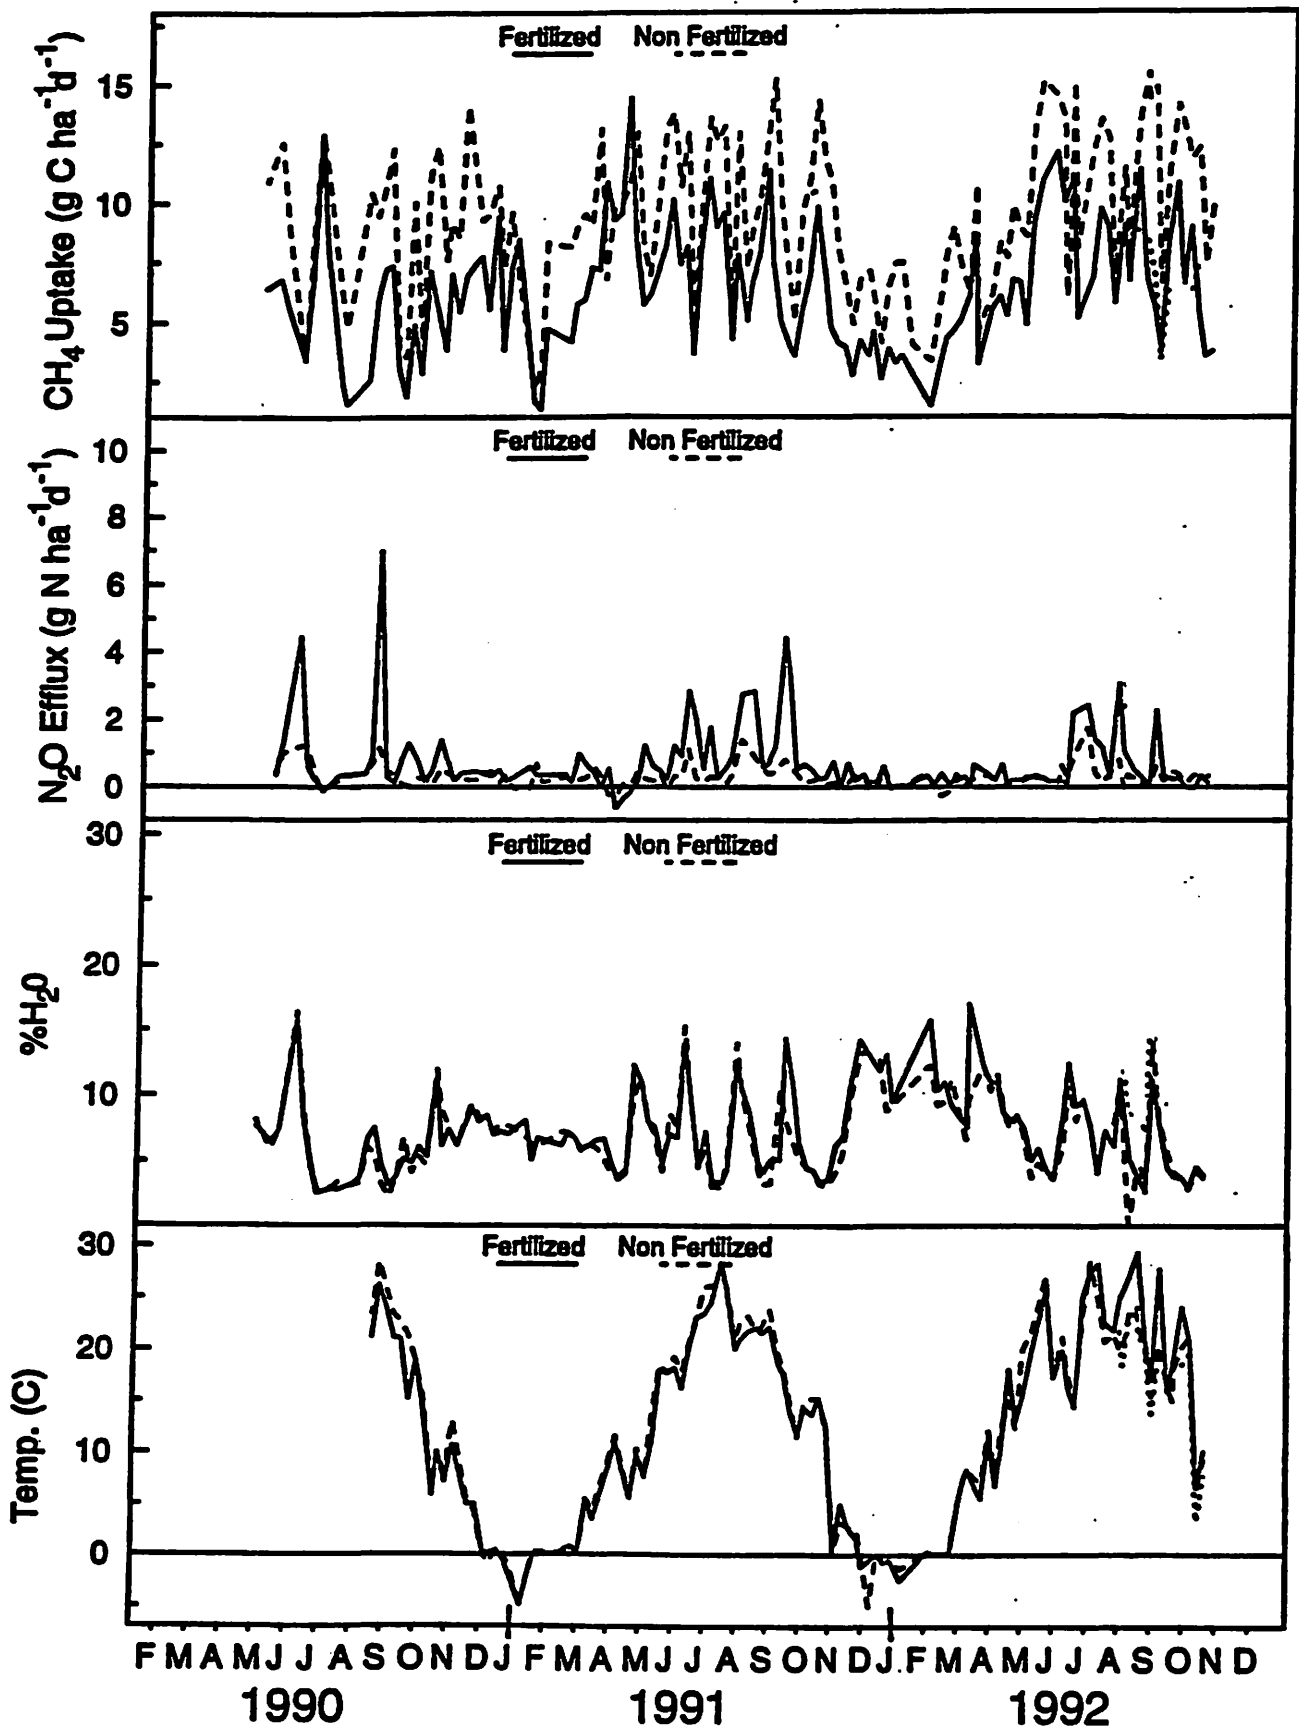 CH4 Uptake (g C ha-1d-1)
Fertilized Non Fertilized
15
10
5
N2O Efflux (g N ha-1d-1)
Fertilized Non Fertilized
10
8
6
4
2
0
%H20
Fertilized Non Fertilized
30
20
10
Temp. (C)
Fertilized Non Fertilized
30
20
10
0
F M A M J J A S O N D J F M A M J J A S O N D J F M A M J J A S O N D
1990 1991 1992